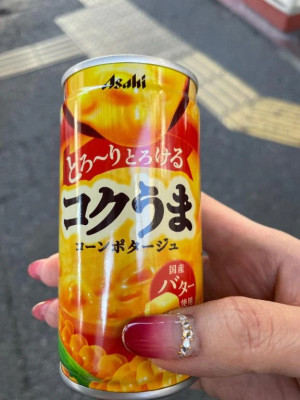 Asahi
とろ〜りとろける
コクうま
コーンポタージュ
国産
バター
使用